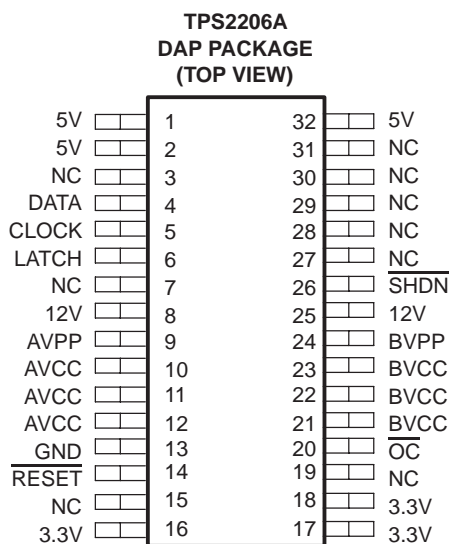 TPS2206A
DAP PACKAGE
(TOP VIEW)
5V 1 32 5V
5V 2 31 NC
NC 3 30 NC
DATA 4 29 NC
CLOCK 5 28 NC
LATCH 6 27 NC
NC 7 26 SHDN
12V 8 25 12V
AVPP 9 24 BVPP
AVCC 10 23 BVCC
AVCC 11 22 BVCC
AVCC 12 21 BVCC
GND 13 20 OC
RESET 14 19 NC
NC 15 18 3.3V
3.3V 16 17 3.3V